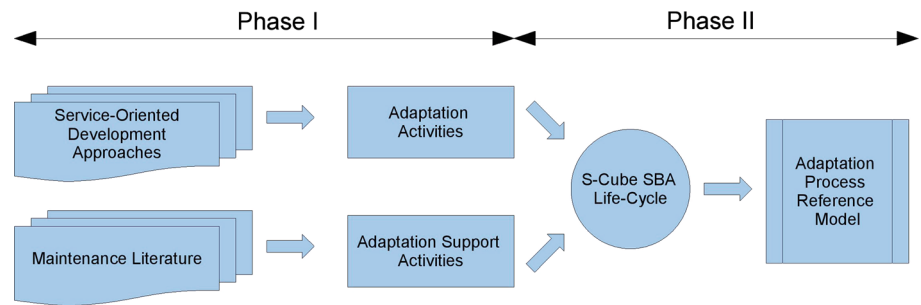 Phase I
Phase II
Service-Oriented
Development
Approaches
Adaptation
Activities
S-Cube SBA
Life-Cycle
Adaptation
Process
Reference
Model
Maintenance Literature
Adaptation Support
Activities